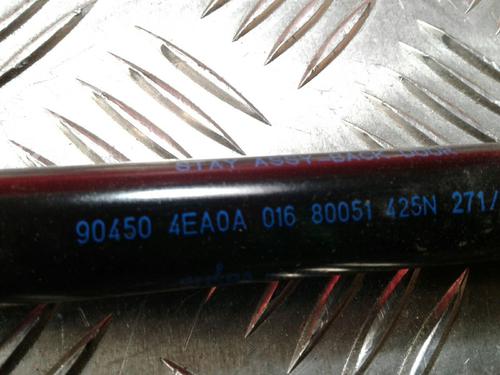 STAY ASSY-BACK DOOR
90450 4EA0A 016 80051 425N 271/